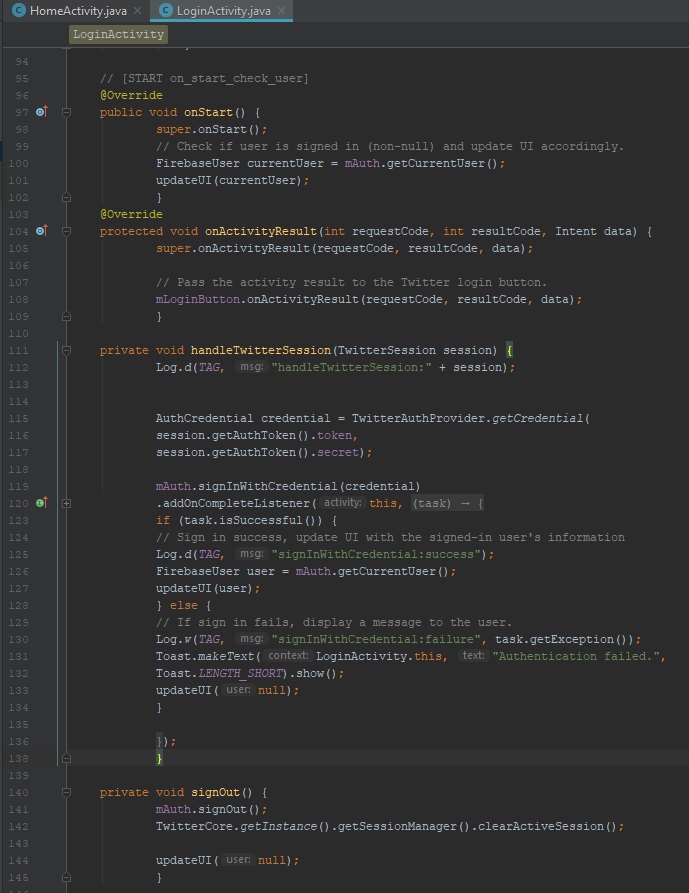 HomeActivity.java × LoginActivity.java ×
LoginActivity
94
95 // [START on_start_check_user]
96 @Override
97 public void onStart() {
98 super.onStart();
99 // Check if user is signed in (non-null) and update UI accordingly.
100 FirebaseUser currentUser = mAuth.getCurrentUser();
101 updateUI(currentUser);
102 }
103 @Override
104 protected void onActivityResult(int requestCode, int resultCode, Intent data) {
105 super.onActivityResult(requestCode, resultCode, data);
106
107 // Pass the activity result to the Twitter login button.
108 mLoginButton.onActivityResult(requestCode, resultCode, data);
109 }
110
111 private void handleTwitterSession(TwitterSession session) {
112 Log.d(TAG, msg: "handleTwitterSession:" + session);
113
114
115 AuthCredential credential = TwitterAuthProvider.getCredential(
116 session.getAuthToken().token,
117 session.getAuthToken().secret);
118
119 mAuth.signInWithCredential(credential)
120 .addOnCompleteListener( activity: this, (task) → {
123 if (task.isSuccessful()) {
124 // Sign in success, update UI with the signed-in user's information
125 Log.d(TAG, msg: "signInWithCredential:success");
126 FirebaseUser user = mAuth.getCurrentUser();
127 updateUI(user);
128 } else {
129 // If sign in fails, display a message to the user.
130 Log.w(TAG, msg: "signInWithCredential:failure", task.getException());
131 Toast.makeText( context: LoginActivity.this, text: "Authentication failed.",
132 Toast.LENGTH_SHORT).show();
133 updateUI( user: null);
134 }
135
136 });
138 }
139
140 private void signOut() {
141 mAuth.signOut();
142 TwitterCore.getInstance().getSessionManager().clearActiveSession();
143
144 updateUI( user: null);
145 }